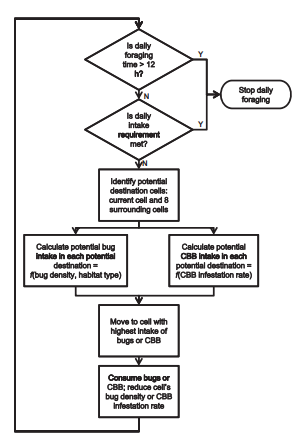 Is daily
foraging
time > 12
h?
Y
Stop daily
foraging
N
Is daily
intake
requirement
met?
Y
N
Identify potential
destination cells:
current cell and 8
surrounding cells
Calculate potential bug
intake in each potential
destination =
f(bug density, habitat type)
Calculate potential
CBB intake in each
potential destination =
f(CBB infestation rate)
Move to cell with
highest intake of
bugs or CBB
Consume bugs or
CBB; reduce cell's
bug density or CBB
infestation rate